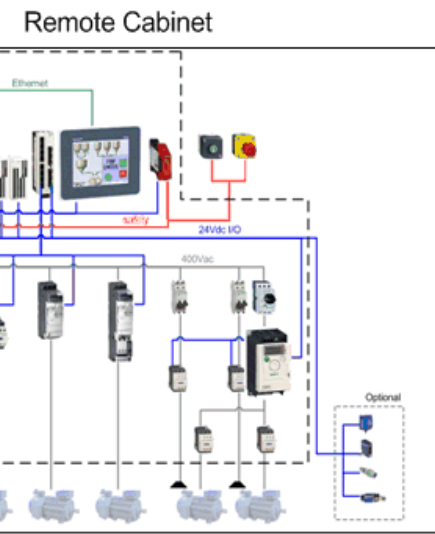 Remote Cabinet
Ethernet
safety
24Vdc I/O
400Vac
Optional